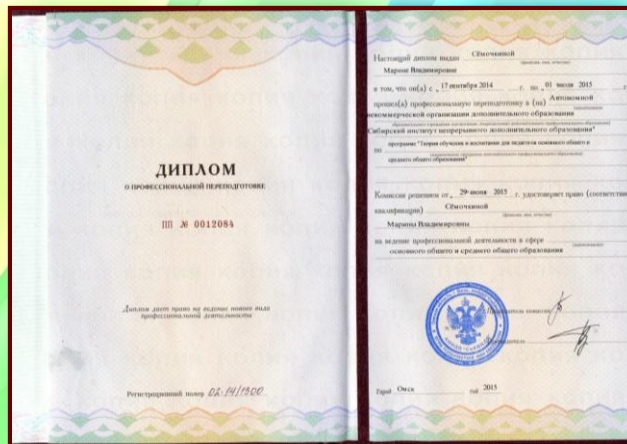 ДИПЛОМ
О ПРОФЕССИОНАЛЬНОЙ ПЕРЕПОДГОТОВКЕ
ПП № 0012084
Диплом дает право на ведение нового вида
профессиональной деятельности
Регистрационный номер 02-14/1300
Настоящий диплом выдан Сёмочкиной
Марине Владимировне
в том, что он(а) с „ 17 сентября 2014 г. по „ 01 июля 2015 г.
прошел(а) профессиональную переподготовку в (на) Автономной
некоммерческой организации дополнительного образования
"Сибирский институт непрерывного дополнительного образования"
по программе "Теория обучения и воспитания для педагогов основного общего и
среднего общего образования"
Комиссия решением от „ 29 июня 2015 г. удостоверяет право (соответствие
квалификации) Сёмочкиной
Марины Владимировны
на ведение профессиональной деятельности в сфере
основного общего и среднего общего образования
Председатель комиссии
Город Омск год 2015